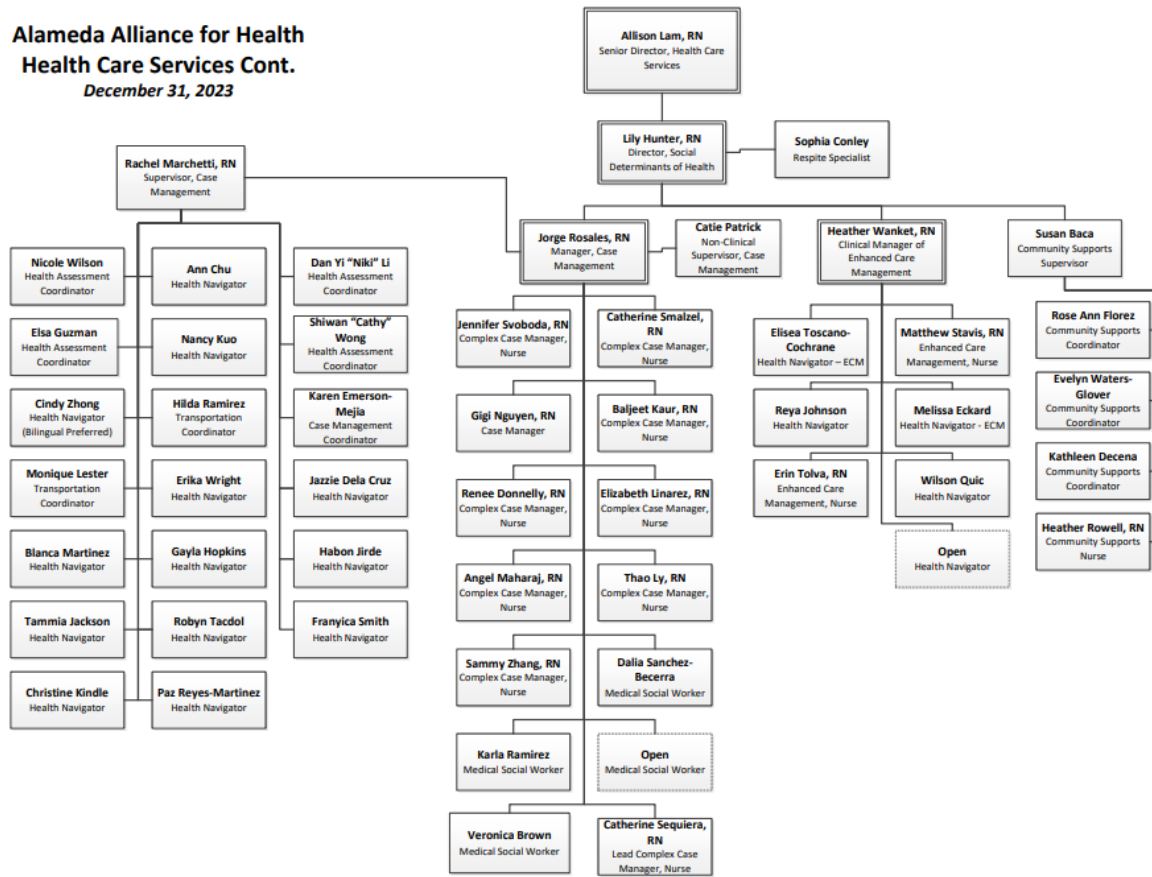 Alameda Alliance for Health
Health Care Services Cont.
December 31, 2023
Allison Lam, RN
Senior Director, Health Care
Services
Lily Hunter, RN
Director, Social
Determinants of Health
Sophia Conley
Respite Specialist
Rachel Marchetti, RN
Supervisor, Case
Management
Jorge Rosales, RN
Manager, Case
Management
Catie Patrick
Non-Clinical
Supervisor, Case
Management
Heather Wanket, RN
Clinical Manager of
Enhanced Care
Management
Susan Baca
Community Supports
Supervisor
Nicole Wilson
Health Assessment
Coordinator
Ann Chu
Health Navigator
Dan Yi “Niki” Li
Health Assessment
Coordinator
Elsa Guzman
Health Assessment
Coordinator
Nancy Kuo
Health Navigator
Shiwan “Cathy”
Wong
Health Assessment
Coordinator
Cindy Zhong
Health Navigator
(Bilingual Preferred)
Hilda Ramirez
Transportation
Coordinator
Karen Emerson-
Mejia
Case Management
Coordinator
Monique Lester
Transportation
Coordinator
Erika Wright
Health Navigator
Jazzie Dela Cruz
Health Navigator
Blanca Martinez
Health Navigator
Gayla Hopkins
Health Navigator
Habon Jirde
Health Navigator
Tammia Jackson
Health Navigator
Robyn Tacdol
Health Navigator
Franyica Smith
Health Navigator
Christine Kindle
Health Navigator
Paz Reyes-Martinez
Health Navigator
Jennifer Svoboda, RN
Complex Case Manager,
Nurse
Catherine Smalzel,
RN
Complex Case Manager,
Nurse
Gigi Nguyen, RN
Case Manager
Baljeet Kaur, RN
Complex Case Manager,
Nurse
Renee Donnelly, RN
Complex Case Manager,
Nurse
Elizabeth Linarez, RN
Complex Case Manager,
Nurse
Angel Maharaj, RN
Complex Case Manager,
Nurse
Thao Ly, RN
Complex Case Manager,
Nurse
Sammy Zhang, RN
Complex Case Manager,
Nurse
Dalia Sanchez-
Becerra
Medical Social Worker
Karla Ramirez
Medical Social Worker
Open
Medical Social Worker
Veronica Brown
Medical Social Worker
Catherine Sequiera,
RN
Lead Complex Case
Manager, Nurse
Elisea Toscano-
Cochrane
Health Navigator – ECM
Matthew Stavis, RN
Enhanced Care
Management, Nurse
Reya Johnson
Health Navigator
Melissa Eckard
Health Navigator - ECM
Erin Tolva, RN
Enhanced Care
Management, Nurse
Wilson Quic
Health Navigator
Open
Health Navigator
Rose Ann Florez
Community Supports
Coordinator
Evelyn Waters-
Glover
Community Supports
Coordinator
Kathleen Decena
Community Supports
Coordinator
Heather Rowell, RN
Community Supports
Nurse